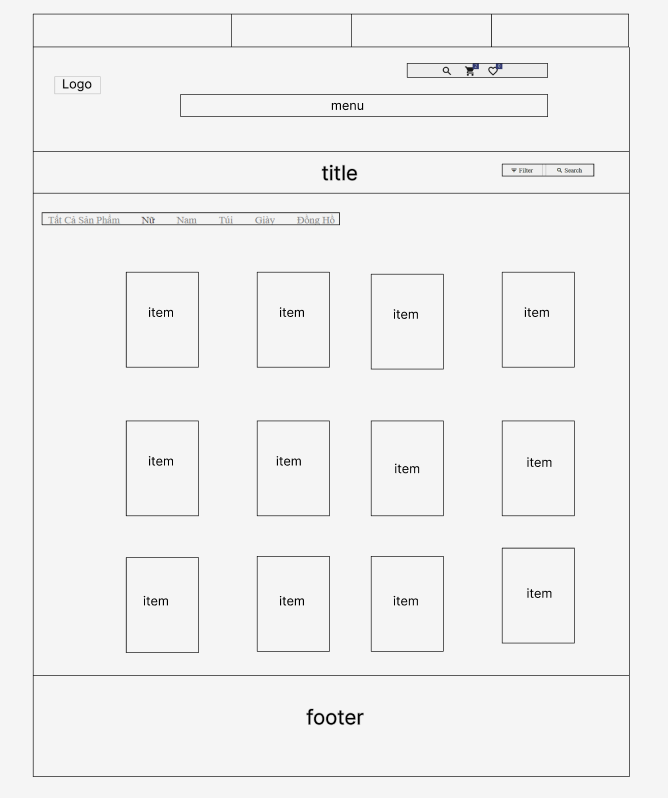 Logo
menu
title
Filter
Search
Tất Cả Sản Phẩm Nữ Nam Túi Giày Đồng Hồ
item item item item
item item item item
item item item item
footer